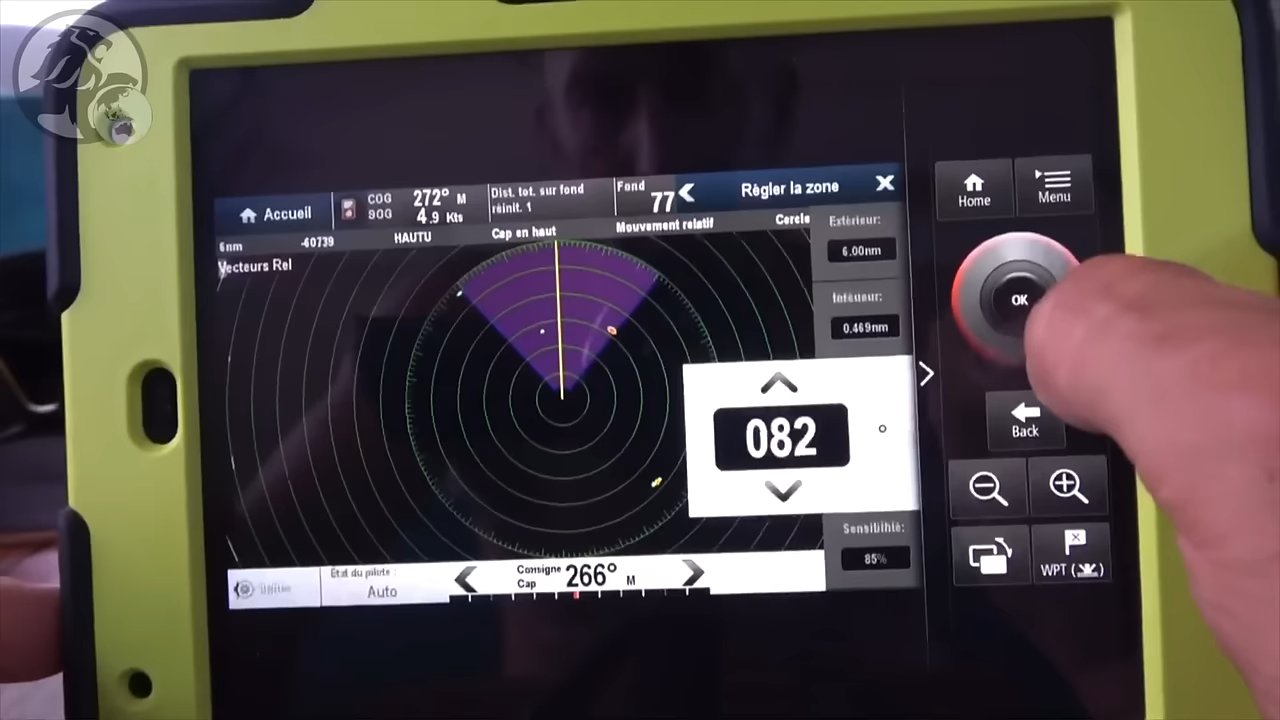 Accueil
COG 272° M
SOG 4.9 Kts
Dist. tot. sur fond
réinit. 1
Fond
77
Régler la zone
6nm
-60739
HAUTU
Cap en haut
Mouvement relatif
Cercle
Vecteurs Rel
Extérieur:
6.00nm
Intérieur:
0.469nm
082 °
Sensibilité:
85%
État du pilote :
Auto
Consigne
Cap
266° M
Home
Menu
OK
Back
WPT